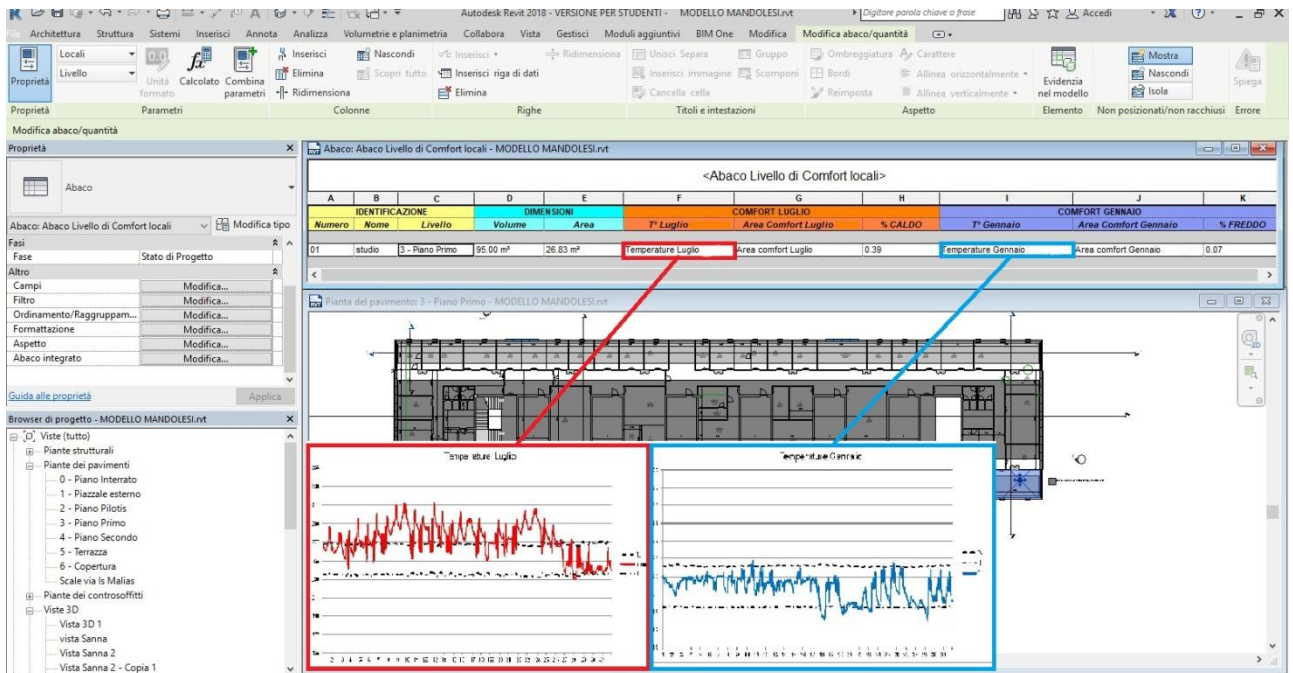 Autodesk Revit 2018 - VERSIONE PER STUDENTI - MODELLO MANDOLESI.rvt
Digitare parola chiave o frase
Accedi
File Architettura Struttura Sistemi Inserisci Annota Analizza Volumetrie e planimetria Collabora Vista Gestisci Moduli aggiuntivi BIM One Modifica Modifica abaco/quantità
Locali
Livello
Proprietà
Unità formato
Calcolato
Combina parametri
Inserisci
Elimina
Ridimensiona
Nascondi
Scopri tutto
Inserisci
Inserisci riga di dati
Elimina
Ridimensiona
Unisci Separa
Inserisci immagine
Cancella cella
Gruppo
Scomponi
Ombreggiatura
Bordi
Reimposta
Carattere
Allinea orizzontalmente
Allinea verticalmente
Evidenzia nel modello
Mostra
Nascondi
Isola
Spiega
Proprietà Parametri Colonne Righe Titoli e intestazioni Aspetto Elemento Non posizionati/non racchiusi Errore
Modifica abaco/quantità
Proprietà
Abaco
Abaco: Abaco Livello di Comfort locali
Modifica tipo
Fasi
Fase Stato di Progetto
Altro
Campi Modifica...
Filtro Modifica...
Ordinamento/Raggruppam... Modifica...
Formattazione Modifica...
Aspetto Modifica...
Abaco integrato Modifica...
Guida alle proprietà Applica
Browser di progetto - MODELLO MANDOLESI.rvt
Viste (tutto)
Piante strutturali
Piante dei pavimenti
0 - Piano Interrato
1 - Piazzale esterno
2 - Piano Pilotis
3 - Piano Primo
4 - Piano Secondo
5 - Terrazza
6 - Copertura
Scale via Is Malias
Piante dei controsoffitti
Viste 3D
Vista 3D 1
vista Sanna
Vista Sanna 2
Vista Sanna 2 - Copia 1
Abaco: Abaco Livello di Comfort locali - MODELLO MANDOLESI.rvt
<Abaco Livello di Comfort locali>
A B C D E F G H I J K
IDENTIFICAZIONE DIMENSIONI COMFORT LUGLIO COMFORT GENNAIO
Numero Nome Livello Volume Area T° Luglio Area Comfort Luglio % CALDO T° Gennaio Area Comfort Gennaio % FREDDO
01 studio 3 - Piano Primo 95.00 m³ 26.83 m² Temperature Luglio Area comfort Luglio 0.39 Temperature Gennaio Area comfort Gennaio 0.07
Pianta del pavimento: 3 - Piano Primo - MODELLO MANDOLESI.rvt
Temperature Luglio
Temperature Gennaio